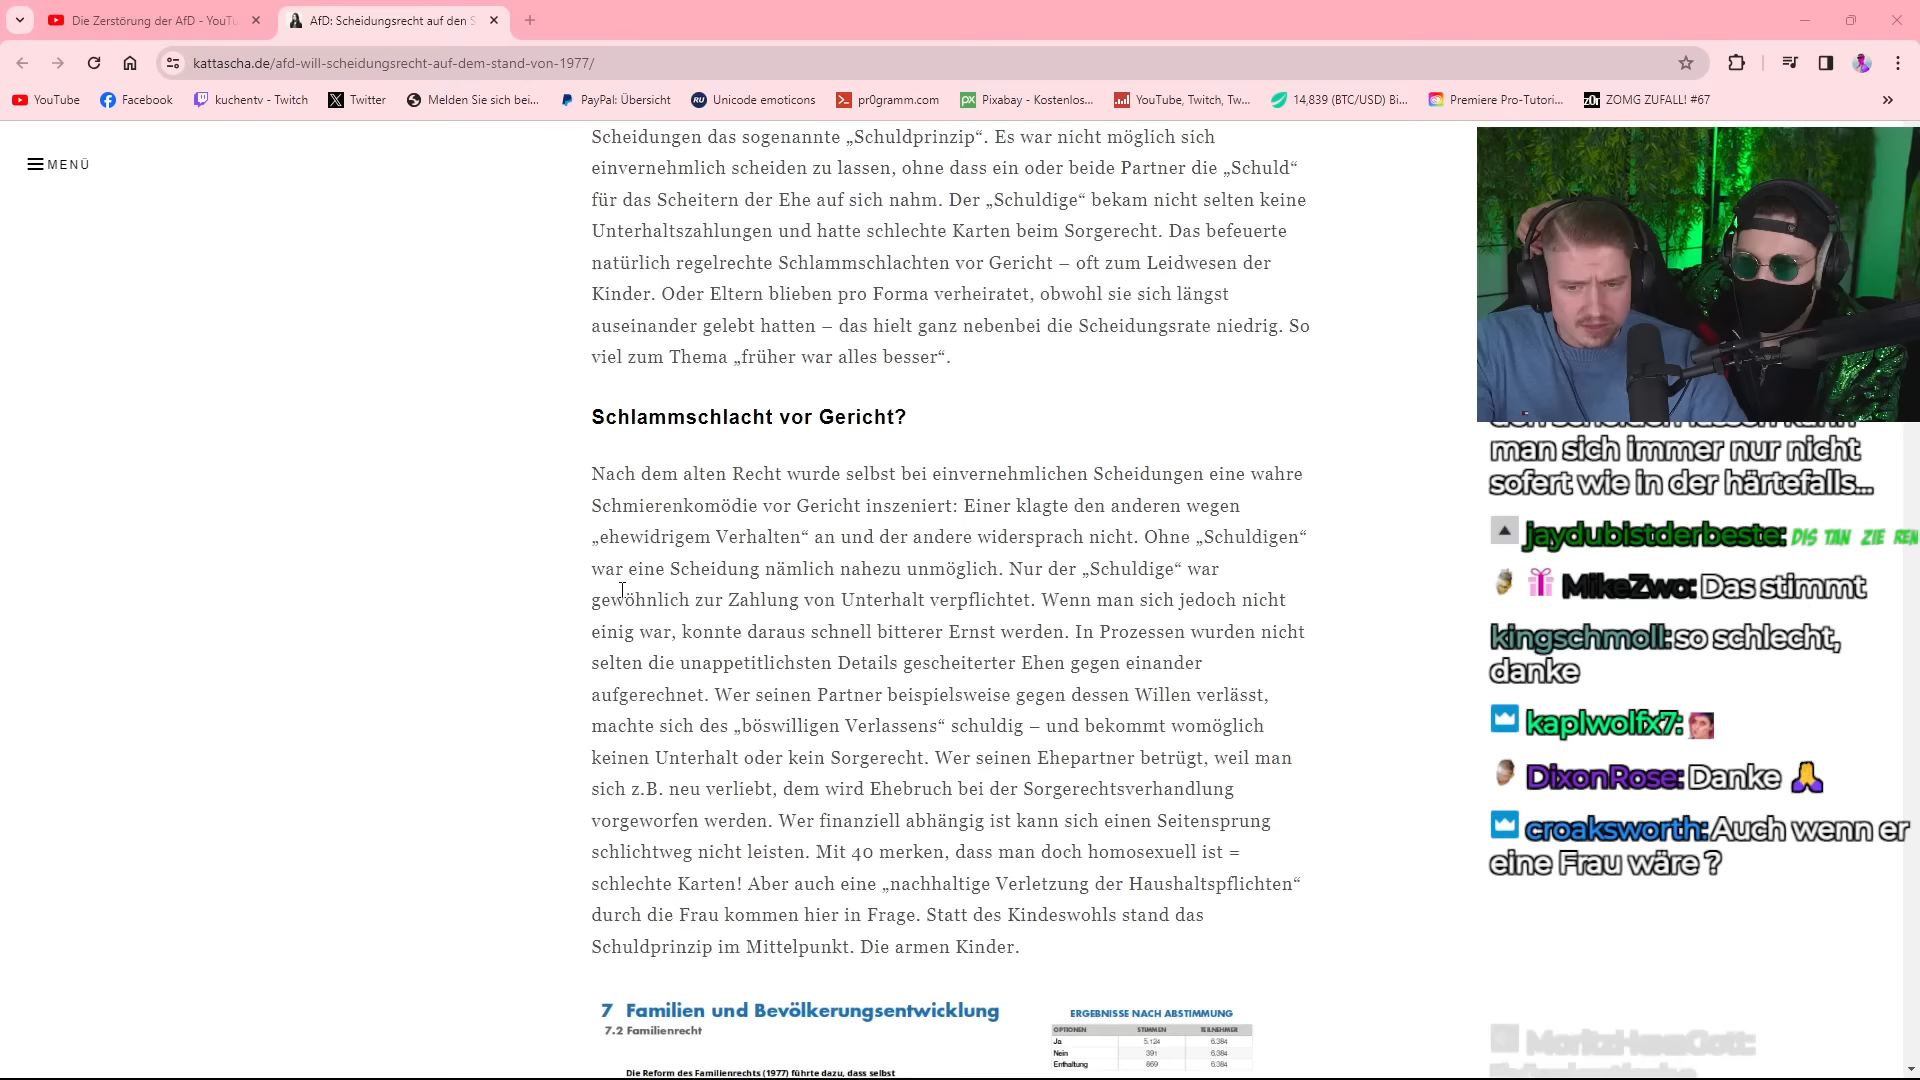 Die Zerstörung der AfD - YouTu
AfD: Scheidungsrecht auf den S
kattascha.de/afd-will-scheidungsrecht-auf-dem-stand-von-1977/
YouTube
Facebook
kuchentv - Twitch
Twitter
Melden Sie sich bei...
PayPal: Übersicht
RU
Unicode emoticons
pr0gramm.com
PX
Pixabay - Kostenlos...
YouTube, Twitch, Tw...
14,839 (BTC/USD) Bi...
Premiere Pro-Tutori...
z0r
ZOMG ZUFALL! #67
MENÜ
Scheidungen das sogenannte „Schuldprinzip“. Es war nicht möglich sich
einvernehmlich scheiden zu lassen, ohne dass ein oder beide Partner die „Schuld“
für das Scheitern der Ehe auf sich nahm. Der „Schuldige“ bekam nicht selten keine
Unterhaltszahlungen und hatte schlechte Karten beim Sorgerecht. Das befeuerte
natürlich regelrechte Schlammschlachten vor Gericht – oft zum Leidwesen der
Kinder. Oder Eltern blieben pro Forma verheiratet, obwohl sie sich längst
auseinander gelebt hatten – das hielt ganz nebenbei die Scheidungsrate niedrig. So
viel zum Thema „früher war alles besser“.
Schlammschlacht vor Gericht?
Nach dem alten Recht wurde selbst bei einvernehmlichen Scheidungen eine wahre
Schmierenkomödie vor Gericht inszeniert: Einer klagte den anderen wegen
„ehewidrigem Verhalten“ an und der andere widersprach nicht. Ohne „Schuldigen“
war eine Scheidung nämlich nahezu unmöglich. Nur der „Schuldige“ war
gewöhnlich zur Zahlung von Unterhalt verpflichtet. Wenn man sich jedoch nicht
einig war, konnte daraus schnell bitterer Ernst werden. In Prozessen wurden nicht
selten die unappetitlichsten Details gescheiterter Ehen gegen einander
aufgerechnet. Wer seinen Partner beispielsweise gegen dessen Willen verlässt,
machte sich des „böswilligen Verlassens“ schuldig – und bekommt womöglich
keinen Unterhalt oder kein Sorgerecht. Wer seinen Ehepartner betrügt, weil man
sich z.B. neu verliebt, dem wird Ehebruch bei der Sorgerechtsverhandlung
vorgeworfen werden. Wer finanziell abhängig ist kann sich einen Seitensprung
schlichtweg nicht leisten. Mit 40 merken, dass man doch homosexuell ist =
schlechte Karten! Aber auch eine „nachhaltige Verletzung der Haushaltspflichten“
durch die Frau kommen hier in Frage. Statt des Kindeswohls stand das
Schuldprinzip im Mittelpunkt. Die armen Kinder.
7 Familien und Bevölkerungsentwicklung
7.2 Familienrecht
Die Reform des Familienrechts (1977) führte dazu, dass selbst
ERGEBNISSE NACH ABSTIMMUNG
OPTIONEN STIMMEN TEILNEHMER
Ja 5.124 6.384
Nein 391 6.384
Enthaltung 869 6.384
man sich immer nur nicht
sofert wie in der härtefalls...
jaydubistderbeste: DIS TAN ZIE REN
MikeZwo: Das stimmt
kingschmoll: so schlecht,
danke
kaplwolfx7:
DixonRose: Danke
croaksworth: Auch wenn er
eine Frau wäre ?